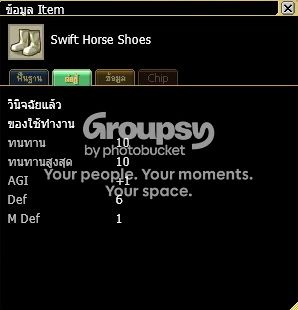 ข้อมูล Item
Swift Horse Shoes
พื้นฐาน ต่อสู้ ข้อมูล Chip
วินิจฉัยแล้ว
ของใช้ทำงาน
ทนทาน 10
ทนทานสูงสุด 10
AGI +1
Def 6
M Def 1
Groupsy
by photobucket
Your people. Your moments.
Your space.